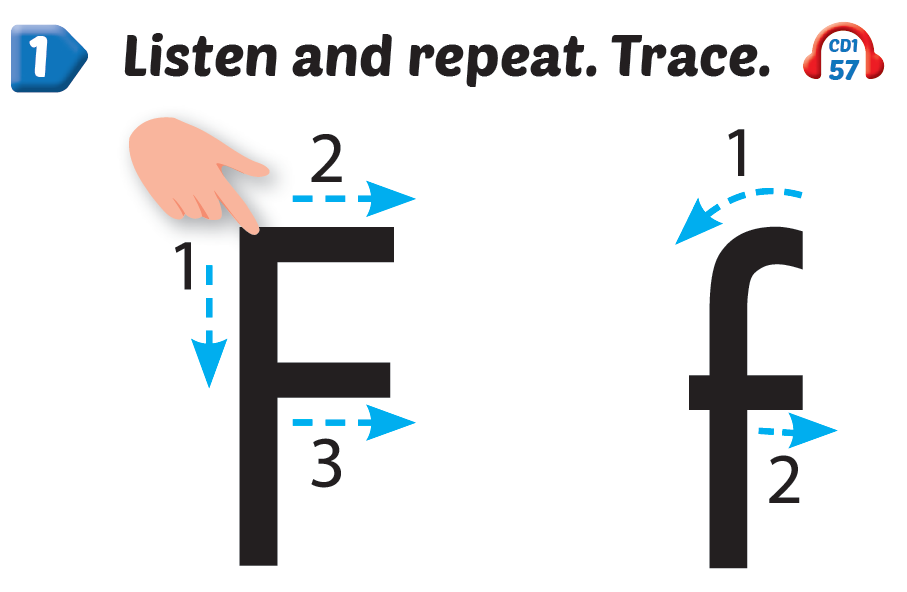 1 Listen and repeat. Trace. CD1
57
2 1
1
F f
3 2